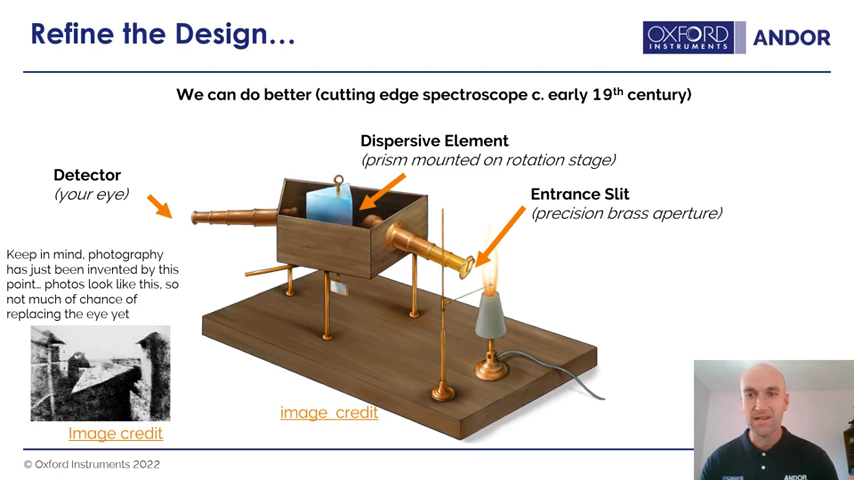 Refine the Design…
OXFORD
INSTRUMENTS
ANDOR
We can do better (cutting edge spectroscope c. early 19th century)
Dispersive Element
(prism mounted on rotation stage)
Detector
(your eye)
Entrance Slit
(precision brass aperture)
Keep in mind, photography
has just been invented by this
point… photos look like this, so
not much of chance of
replacing the eye yet
image credit
Image credit
© Oxford Instruments 2022
ANDOR